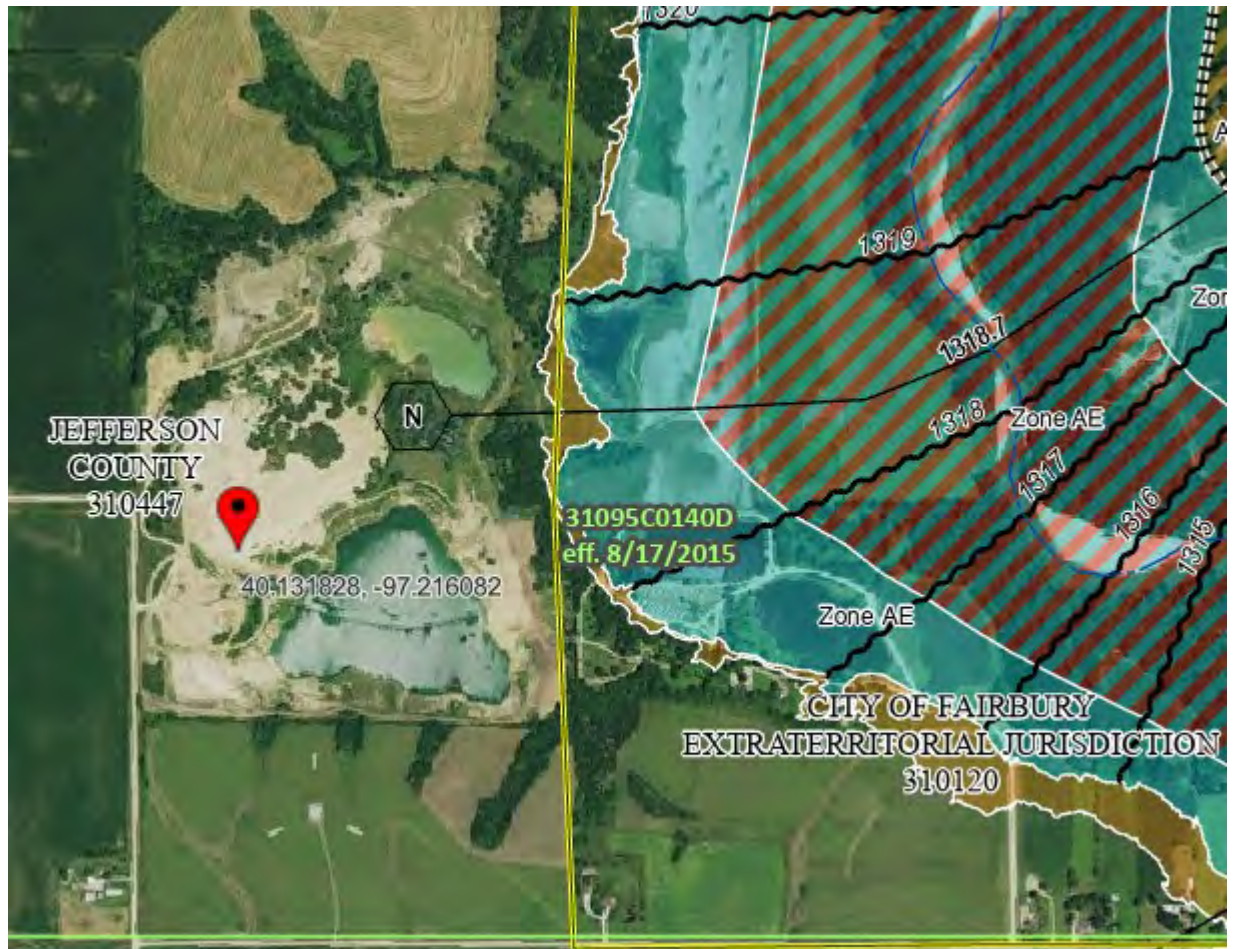 1320
1319
1318.7
N
1318
Zone AE
JEFFERSON
COUNTY
310447
1317
31095C0140D
eff. 8/17/2015
1316
1315
40.131828, -97.216082
Zone AE
CITY OF FAIRBURY
EXTRATERRITORIAL JURISDICTION
310120